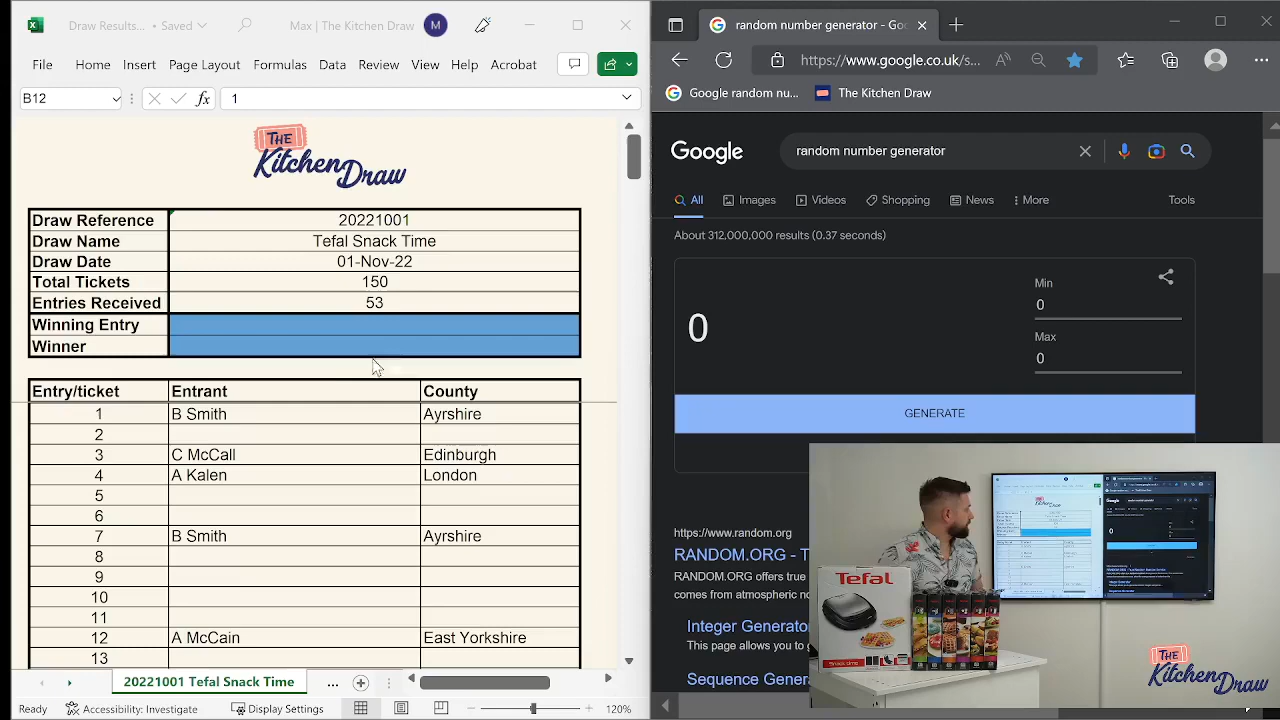 Draw Results... • Saved
Max | The Kitchen Draw
M
File Home Insert Page Layout Formulas Data Review View Help Acrobat
B12
fx
1
THE
Kitchen Draw
Draw Reference 20221001
Draw Name Tefal Snack Time
Draw Date 01-Nov-22
Total Tickets 150
Entries Received 53
Winning Entry
Winner
Entry/ticket Entrant County
1 B Smith Ayrshire
2
3 C McCall Edinburgh
4 A Kalen London
5
6
7 B Smith Ayrshire
8
9
10
11
12 A McCain East Yorkshire
13
20221001 Tefal Snack Time
...
Ready
Accessibility: Investigate
Display Settings
120%
random number generator - Goo
https://www.google.co.uk/s...
Google random nu...
The Kitchen Draw
Google
random number generator
All Images Videos Shopping News More Tools
About 312,000,000 results (0.37 seconds)
0
Min
0
Max
0
GENERATE
https://www.random.org
RANDOM.ORG - T
RANDOM.ORG offers true
comes from atmospheric no
Integer Generato
This page allows you to g
Sequence Gener
Tefal
snack time
THE
Kitchen Draw